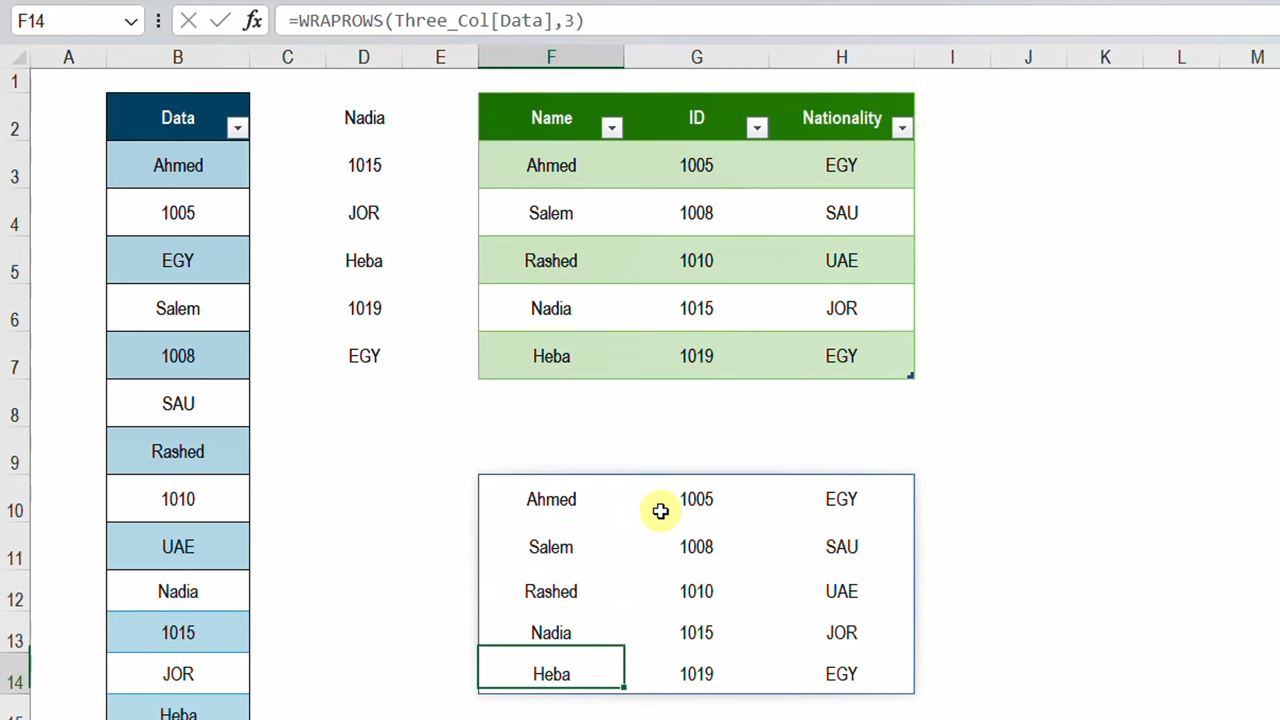 F14 fx =WRAPROWS(Three_Col[Data],3)
A B C D E F G H I J K L M
1
2 Data Nadia Name ID Nationality
3 Ahmed 1015 Ahmed 1005 EGY
4 1005 JOR Salem 1008 SAU
5 EGY Heba Rashed 1010 UAE
6 Salem 1019 Nadia 1015 JOR
7 1008 EGY Heba 1019 EGY
8 SAU
9 Rashed
10 1010 Ahmed 1005 EGY
11 UAE Salem 1008 SAU
12 Nadia Rashed 1010 UAE
13 1015 Nadia 1015 JOR
14 JOR Heba 1019 EGY
15 Heba